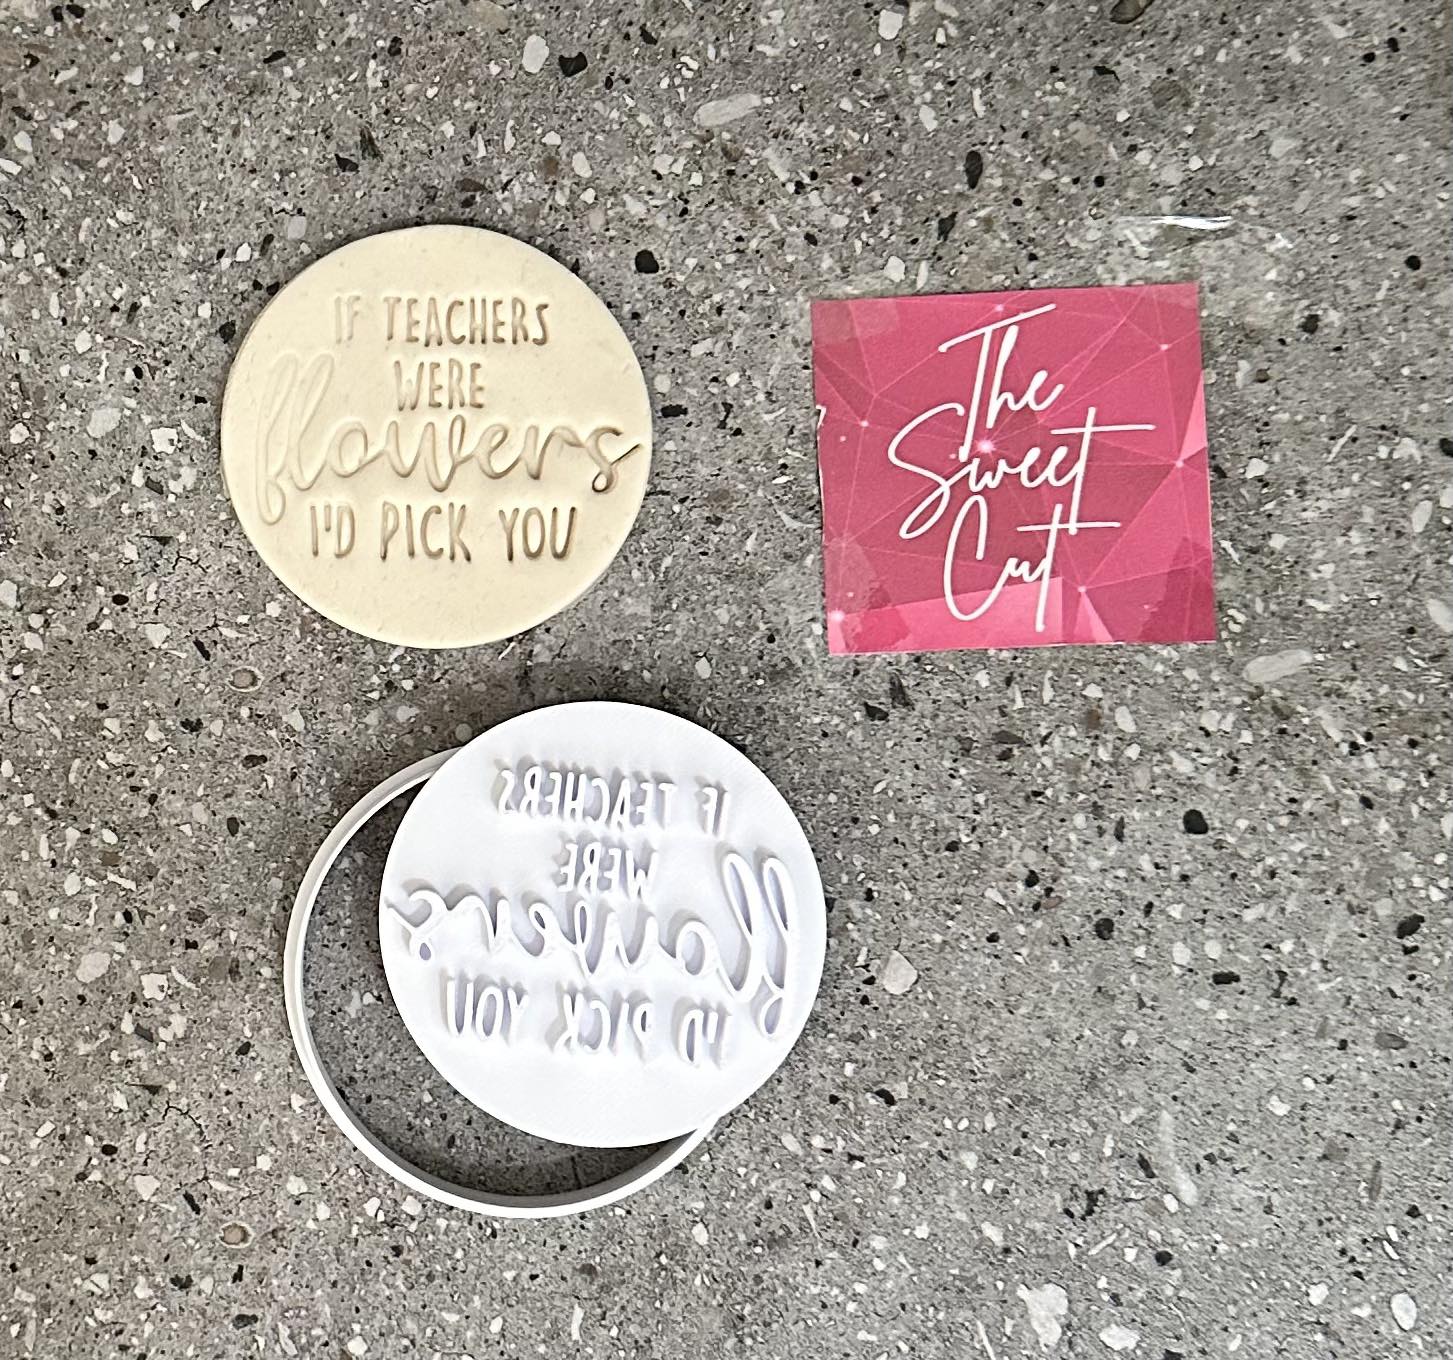 IF TEACHERS
WERE
flowers
I'D PICK YOU
The
Sweet
Cut
IF TEACHERS
WERE
flowers
I'D PICK YOU